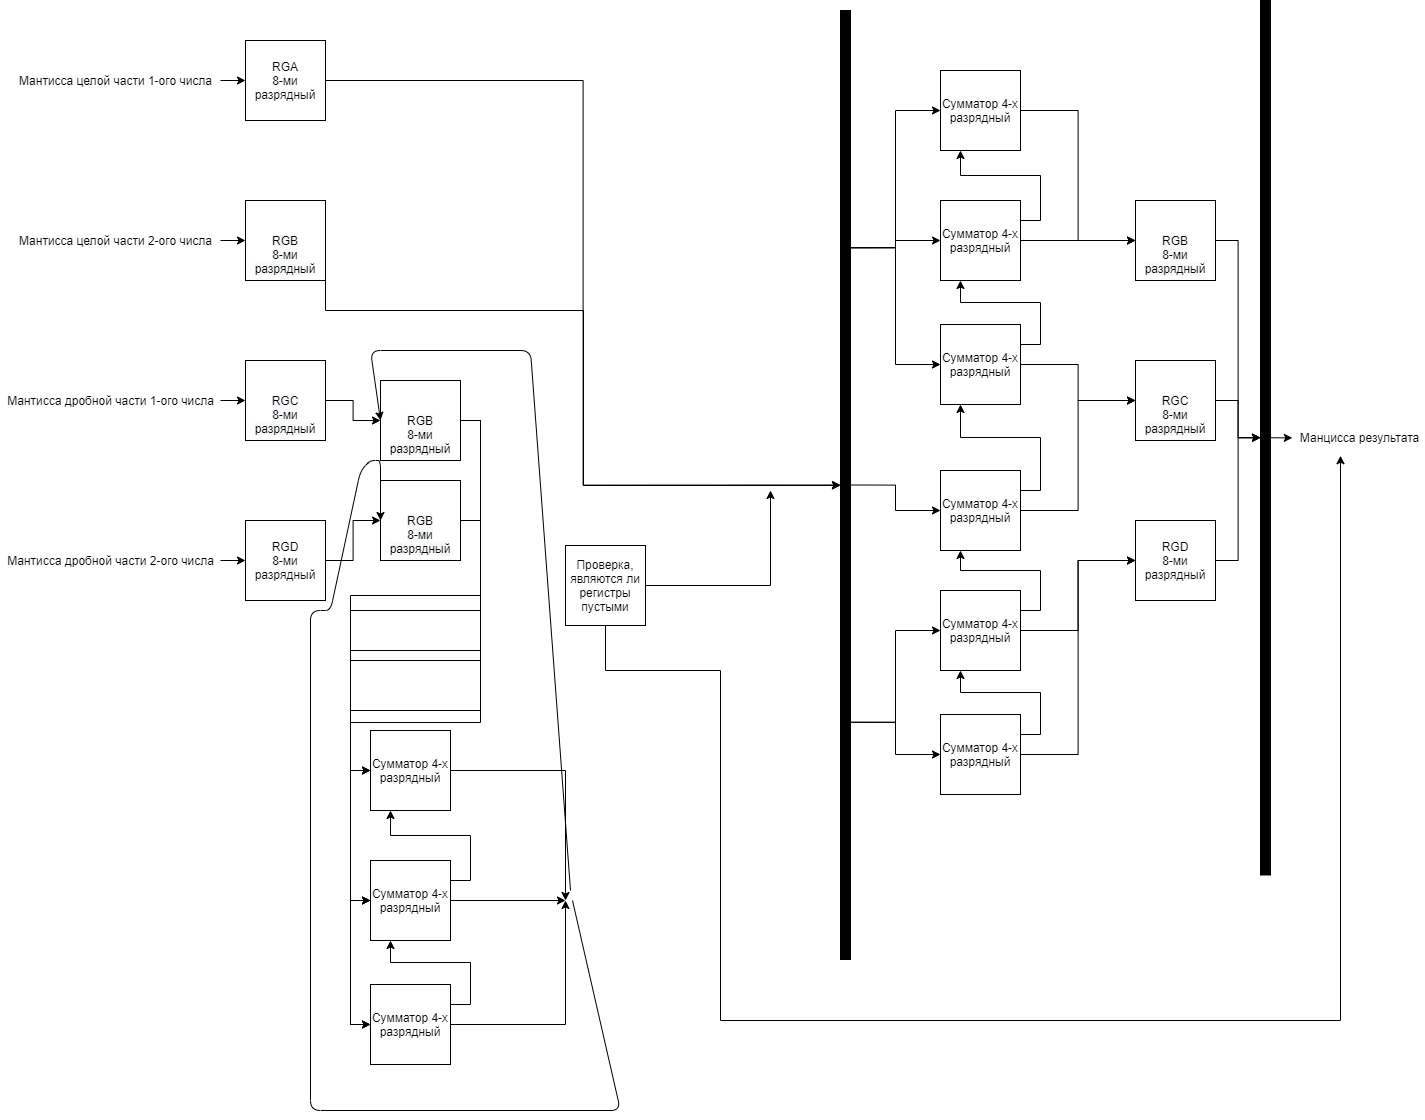 Мантисса целой части 1-ого числа
RGA
8-ми
разрядный
Мантисса целой части 2-ого числа
RGB
8-ми
разрядный
Мантисса дробной части 1-ого числа
RGC
8-ми
разрядный
RGB
8-ми
разрядный
Мантисса дробной части 2-ого числа
RGD
8-ми
разрядный
RGB
8-ми
разрядный
Сумматор 4-х
разрядный
Сумматор 4-х
разрядный
Сумматор 4-х
разрядный
Проверка,
являются ли
регистры
пустыми
Сумматор 4-х
разрядный
Сумматор 4-х
разрядный
Сумматор 4-х
разрядный
Сумматор 4-х
разрядный
Сумматор 4-х
разрядный
Сумматор 4-х
разрядный
RGB
8-ми
разрядный
RGC
8-ми
разрядный
RGD
8-ми
разрядный
Манцисса результата